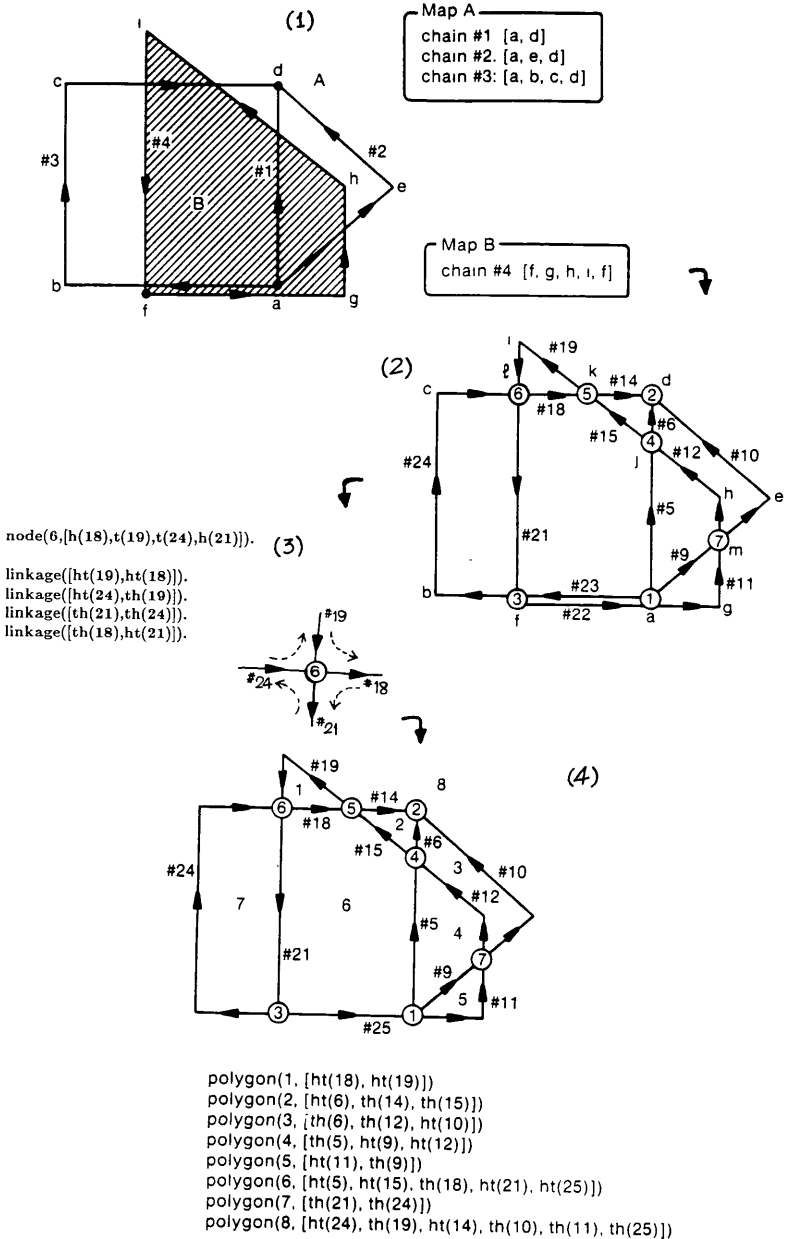 (1)
Map A
chain #1 [a, d]
chain #2. [a, e, d]
chain #3: [a, b, c, d]
i
c
d
A
#3
#4
#1
#2
h
e
B
b
f
a
g
Map B
chain #4 [f, g, h, ı, f]
(2)
ı
#19
ℓ
k
#14
d
c
6
5
2
#18
#6
#15
4
#10
j
#12
#24
h
e
#5
#21
7
m
#9
#11
#23
b
3
1
#22
g
f
a
(3)
node(6,[h(18),t(19),t(24),h(21)]).
linkage([ht(19),ht(18)]).
linkage([ht(24),th(19)]).
linkage([th(21),th(24)]).
linkage([th(18),ht(21)]).
#19
6
#24
#18
#21
(4)
#19
8
1
#14
6
5
2
#18
2
#6
#15
4
3
#10
#24
#12
7
6
#5
4
#21
7
#9
5
#11
3
1
#25
polygon(1, [ht(18), ht(19)])
polygon(2, [ht(6), th(14), th(15)])
polygon(3, [th(6), th(12), ht(10)])
polygon(4, [th(5), ht(9), ht(12)])
polygon(5, [ht(11), th(9)])
polygon(6, [ht(5), ht(15), th(18), ht(21), ht(25)])
polygon(7, [th(21), th(24)])
polygon(8, [ht(24), th(19), ht(14), th(10), th(11), th(25)])